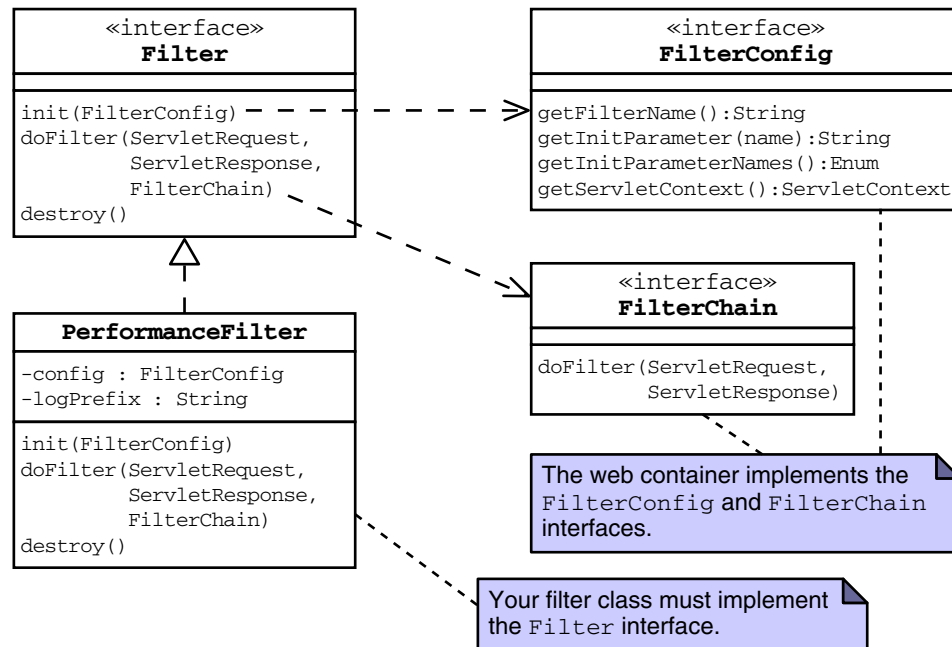 «interface»
Filter
init(FilterConfig)
doFilter(ServletRequest,
ServletResponse,
FilterChain)
destroy()
«interface»
FilterConfig
getFilterName():String
getInitParameter(name):String
getInitParameterNames():Enum
getServletContext():ServletContext
«interface»
FilterChain
doFilter(ServletRequest,
ServletResponse)
PerformanceFilter
-config : FilterConfig
-logPrefix : String
init(FilterConfig)
doFilter(ServletRequest,
ServletResponse,
FilterChain)
destroy()
The web container implements the
FilterConfig and FilterChain
interfaces.
Your filter class must implement
the Filter interface.